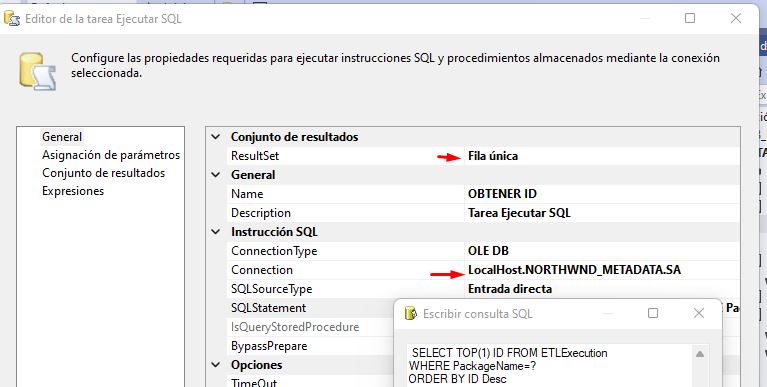 Editor de la tarea Ejecutar SQL
Configure las propiedades requeridas para ejecutar instrucciones SQL y procedimientos almacenados mediante la conexión
seleccionada.
General
Asignación de parámetros
Conjunto de resultados
Expresiones
Conjunto de resultados
ResultSet Fila única
General
Name OBTENER ID
Description Tarea Ejecutar SQL
Instrucción SQL
ConnectionType OLE DB
Connection LocalHost.NORTHWND_METADATA.SA
SQLSourceType Entrada directa
SQLStatement
IsQueryStoredProcedure
BypassPrepare
Opciones
TimeOut
Escribir consulta SQL
SELECT TOP(1) ID FROM ETLExecution
WHERE PackageName=?
ORDER BY ID Desc